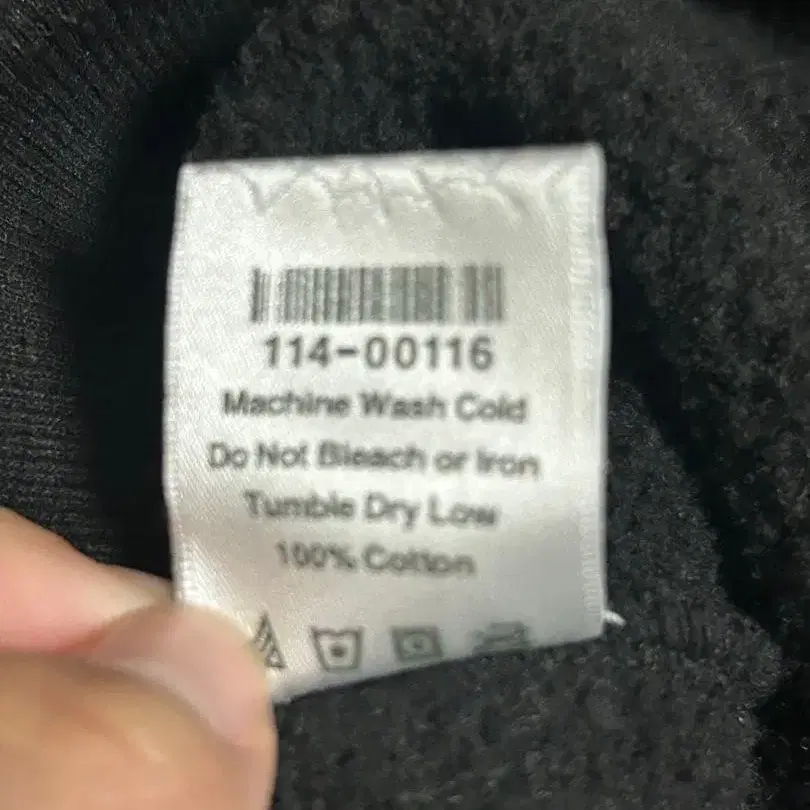 114-00116
Machine Wash Cold
Do Not Bleach or Iron
Tumble Dry Low
100% Cotton